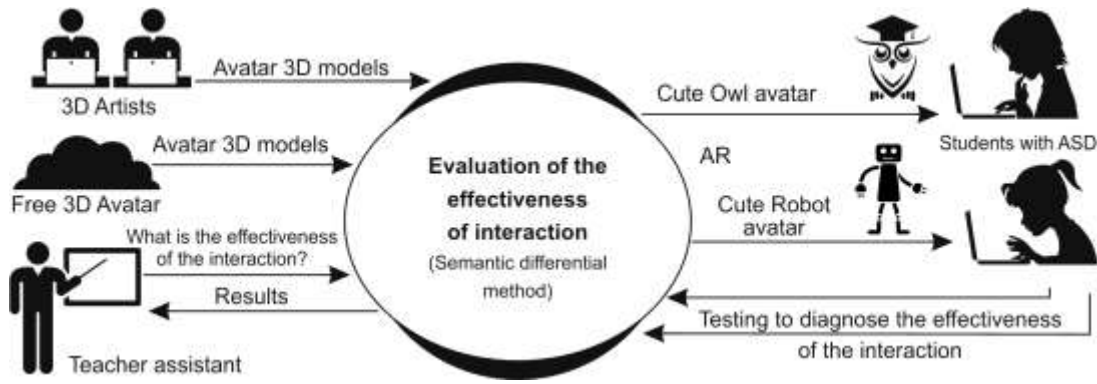 Avatar 3D models
3D Artists
Avatar 3D models
Free 3D Avatar
What is the effectiveness
of the interaction?
Results
Teacher assistant
Evaluation of the
effectiveness
of interaction
(Semantic differential
method)
Cute Owl avatar
Students with ASD
AR
Cute Robot
avatar
Testing to diagnose the effectiveness
of the interaction